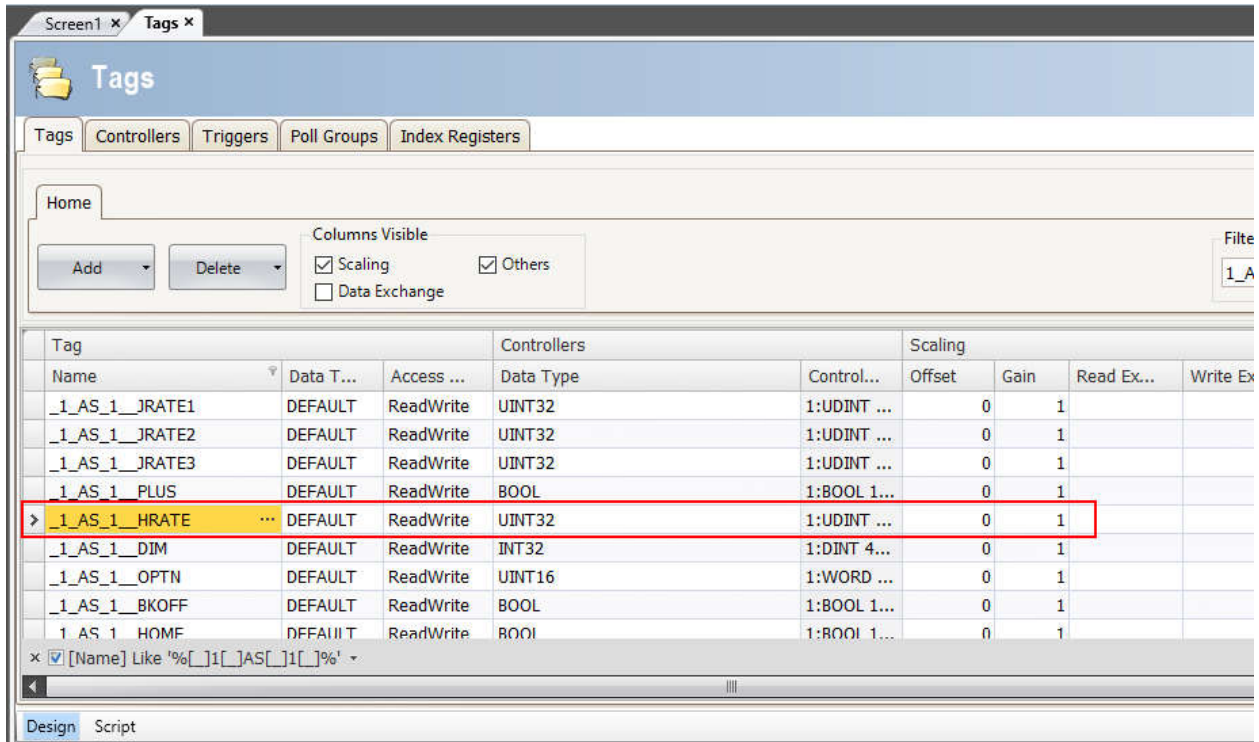 Screen1 × Tags ×
Tags
Tags Controllers Triggers Poll Groups Index Registers
Home
Columns Visible
Filte
Add Delete Scaling Others
1_A
Data Exchange
Tag Controllers Scaling
Name Data T... Access ... Data Type Control... Offset Gain Read Ex... Write Ex
_1_AS_1__JRATE1 DEFAULT ReadWrite UINT32 1:UDINT ... 0 1
_1_AS_1__JRATE2 DEFAULT ReadWrite UINT32 1:UDINT ... 0 1
_1_AS_1__JRATE3 DEFAULT ReadWrite UINT32 1:UDINT ... 0 1
_1_AS_1__PLUS DEFAULT ReadWrite BOOL 1:BOOL 1... 0 1
> _1_AS_1__HRATE ... DEFAULT ReadWrite UINT32 1:UDINT ... 0 1
_1_AS_1__DIM DEFAULT ReadWrite INT32 1:DINT 4... 0 1
_1_AS_1__OPTN DEFAULT ReadWrite UINT16 1:WORD ... 0 1
_1_AS_1__BKOFF DEFAULT ReadWrite BOOL 1:BOOL 1... 0 1
_1_AS_1__HOME DEFAULT ReadWrite BOOL 1:BOOL 1... 0 1
× [Name] Like '%[_]1[_]AS[_]1[_]%'
Design Script